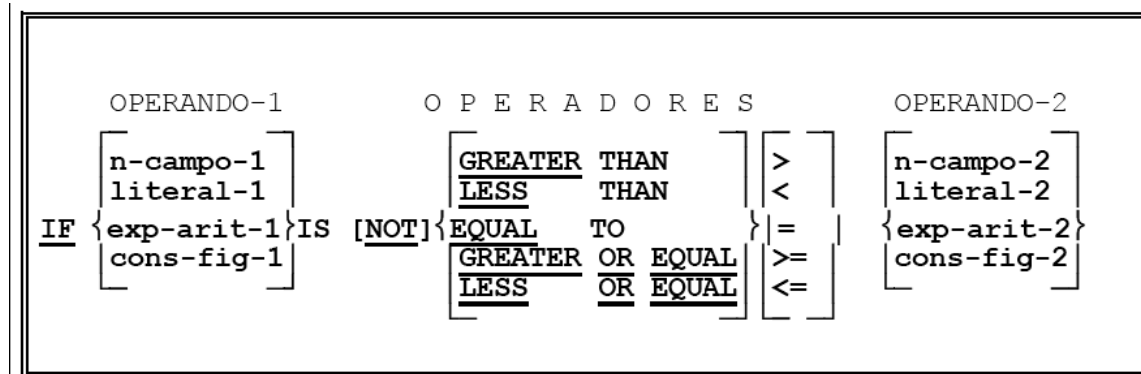 OPERANDO-1 O P E R A D O R E S OPERANDO-2
n-campo-1 GREATER THAN > n-campo-2
literal-1 LESS THAN < literal-2
IF {exp-arit-1}IS [NOT]{EQUAL TO }|= | {exp-arit-2}
cons-fig-1 GREATER OR EQUAL >= cons-fig-2
LESS OR EQUAL <=